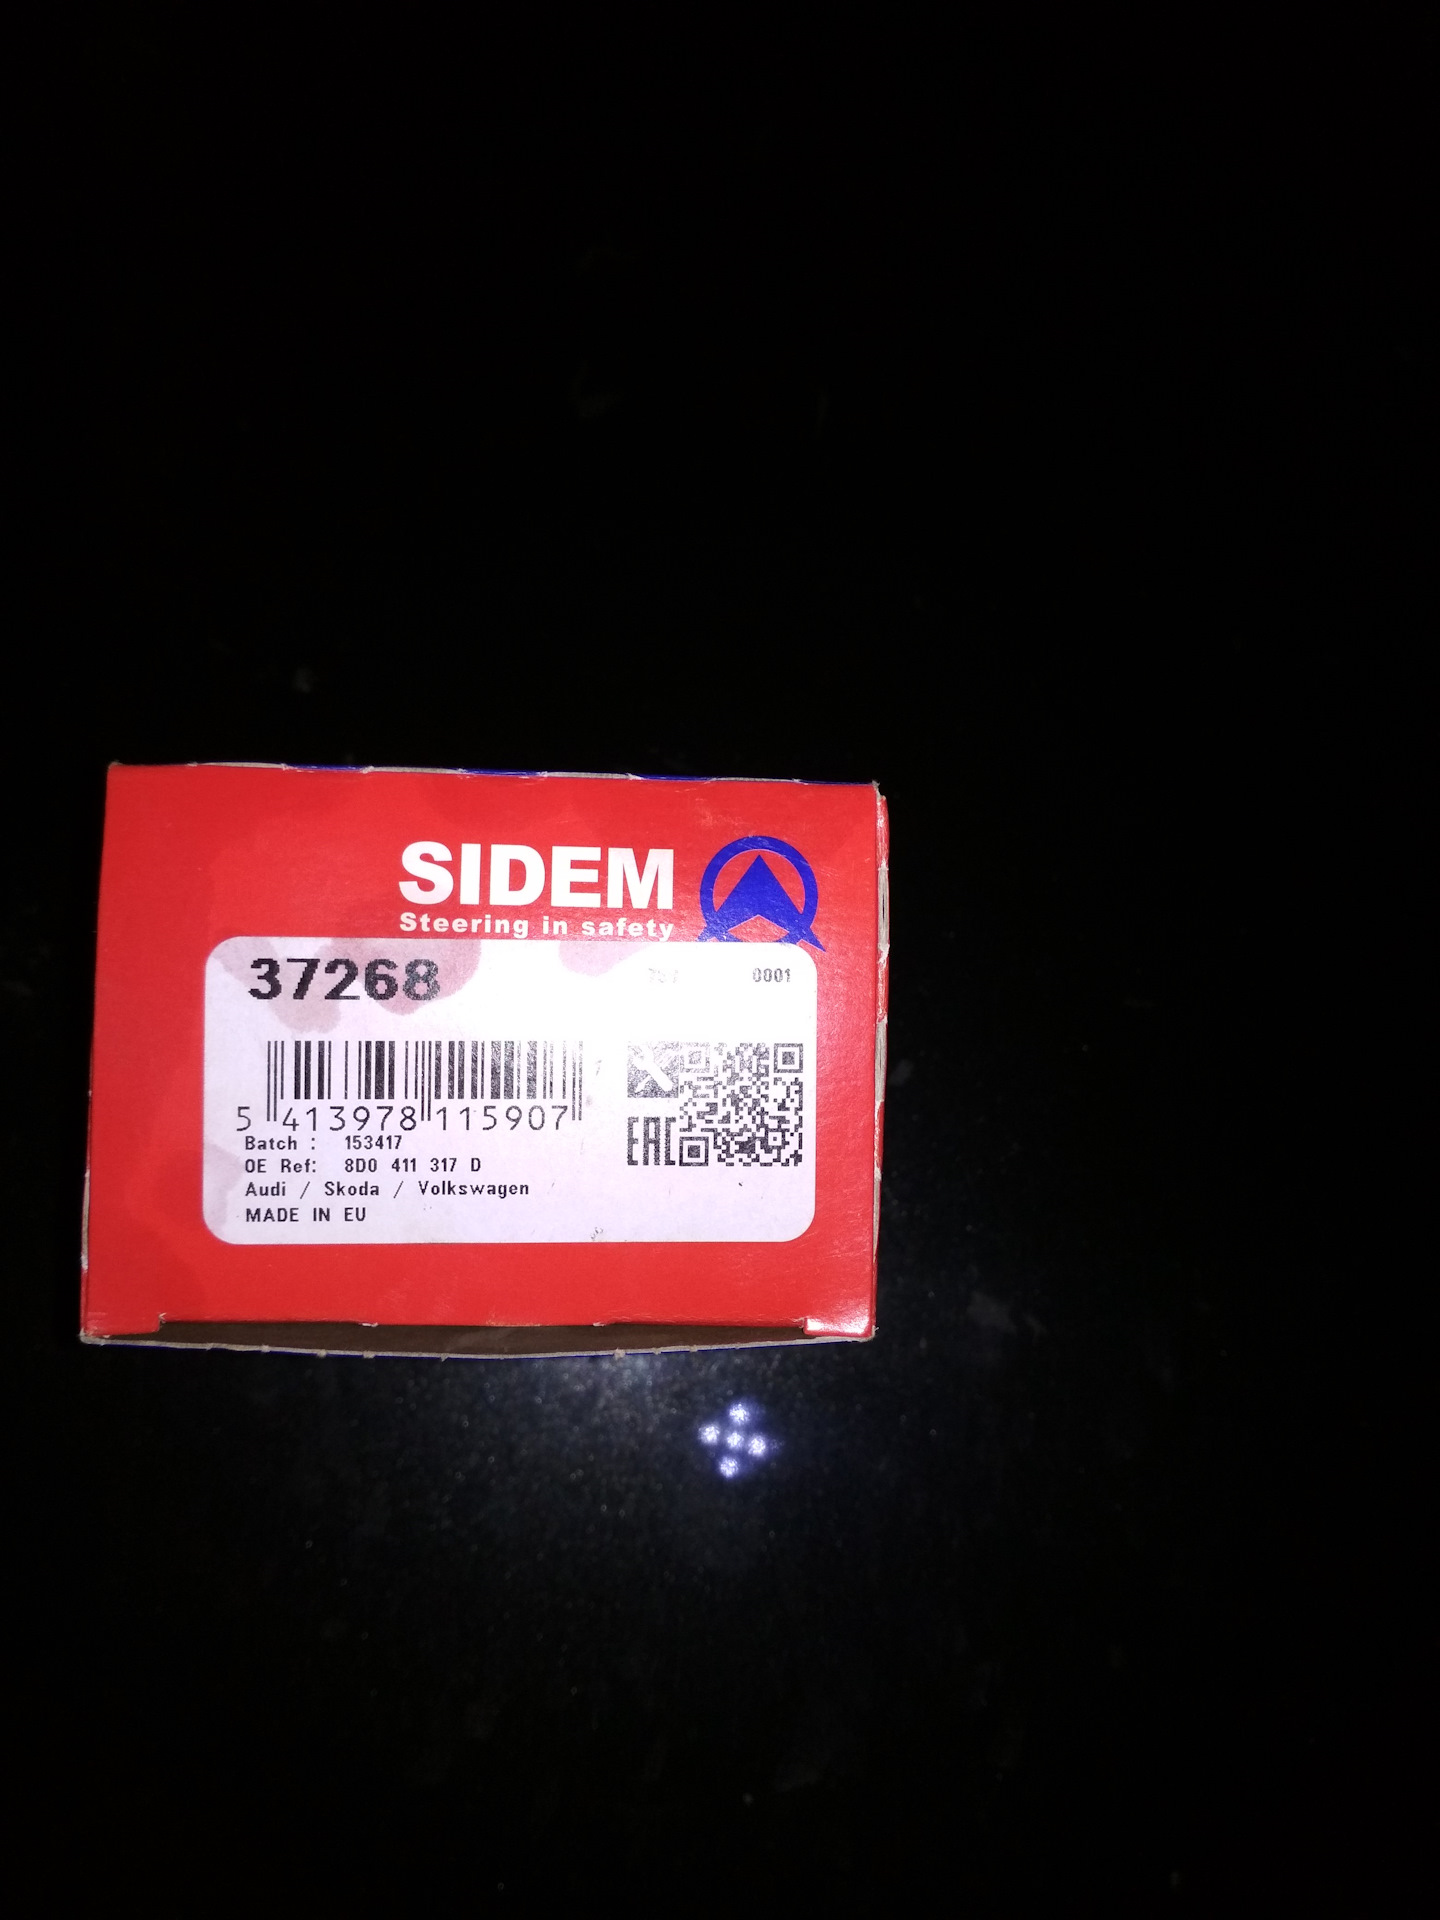 SIDEM
Steering in safety
37268
0001
5 413978 115907
Batch : 153417
OE Ref: 8D0 411 317 D
EAC
Audi / Skoda / Volkswagen
MADE IN EU